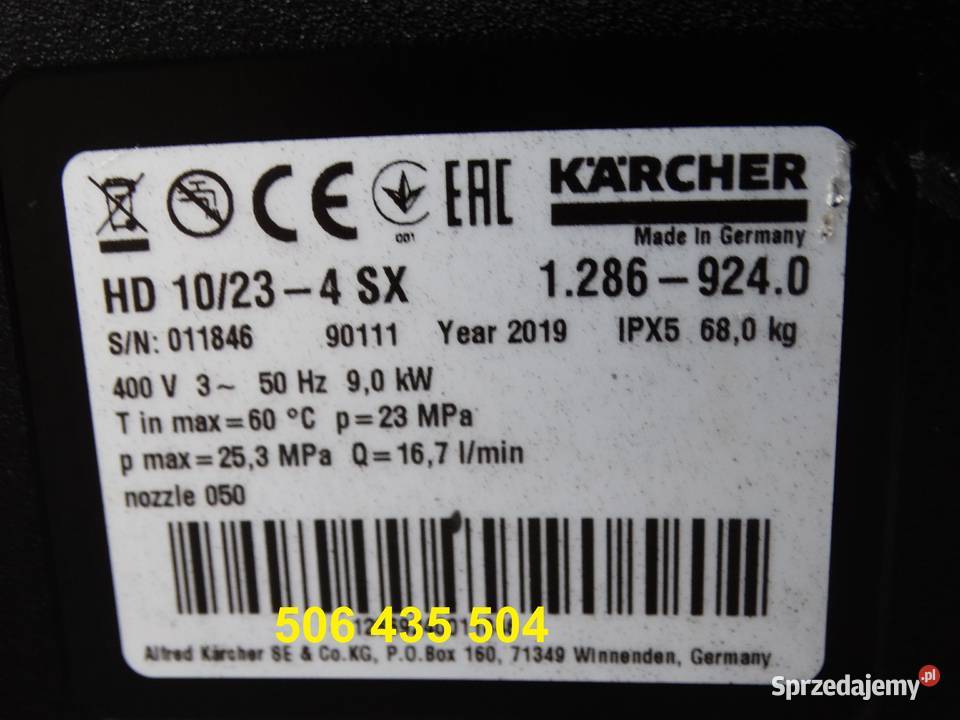 KÄRCHER
001
Made in Germany
HD 10/23-4 SX 1.286-924.0
S/N: 011846 90111 Year 2019 IPX5 68,0 kg
400 V 3~ 50 Hz 9,0 kW
T in max=60 °C p=23 MPa
p max=25,3 MPa Q=16,7 l/min
nozzle 050
506 435 504
Alfred Kärcher SE & Co.KG, P.O.Box 160, 71349 Winnenden, Germany
Sprzedajemy.pl